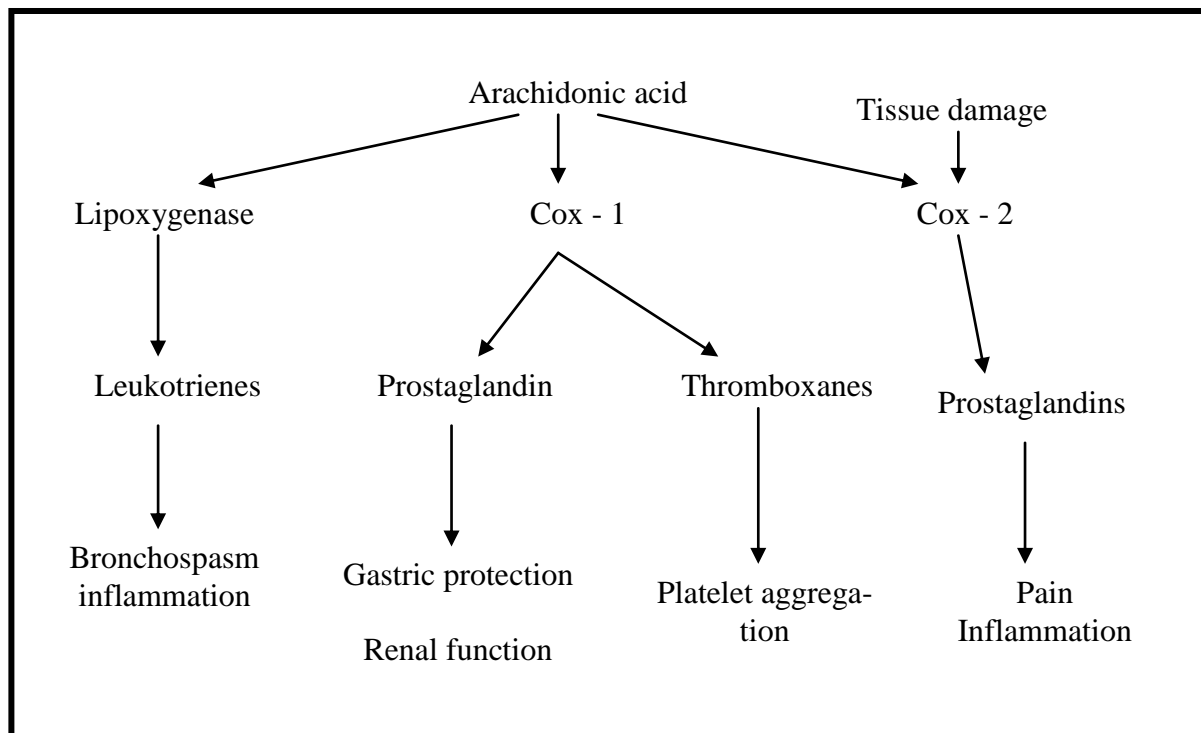 Arachidonic acid
Tissue damage
Lipoxygenase
Cox - 1
Cox - 2
Leukotrienes
Prostaglandin
Thromboxanes
Prostaglandins
Bronchospasm
inflammation
Gastric protection
Renal function
Platelet aggrega-
tion
Pain
Inflammation